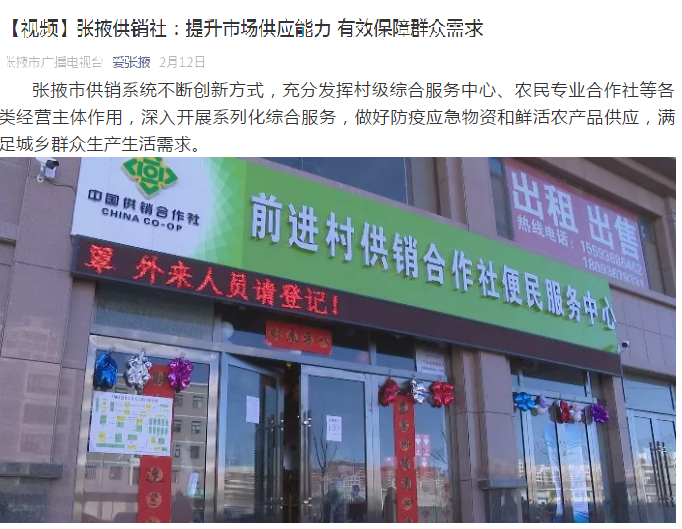 【视频】张掖供销社：提升市场供应能力 有效保障群众需求
张掖市广播电视台 爱张掖 2月12日
张掖市供销系统不断创新方式，充分发挥村级综合服务中心、农民专业合作社等各
类经营主体作用，深入开展系列化综合服务，做好防疫应急物资和鲜活农产品供应，满
足城乡群众生产生活需求。
中国供销合作社
CHINA CO-OP
前进村供销合作社便民服务中心
出租 出售
热线电话：
罩 外来人员请登记！